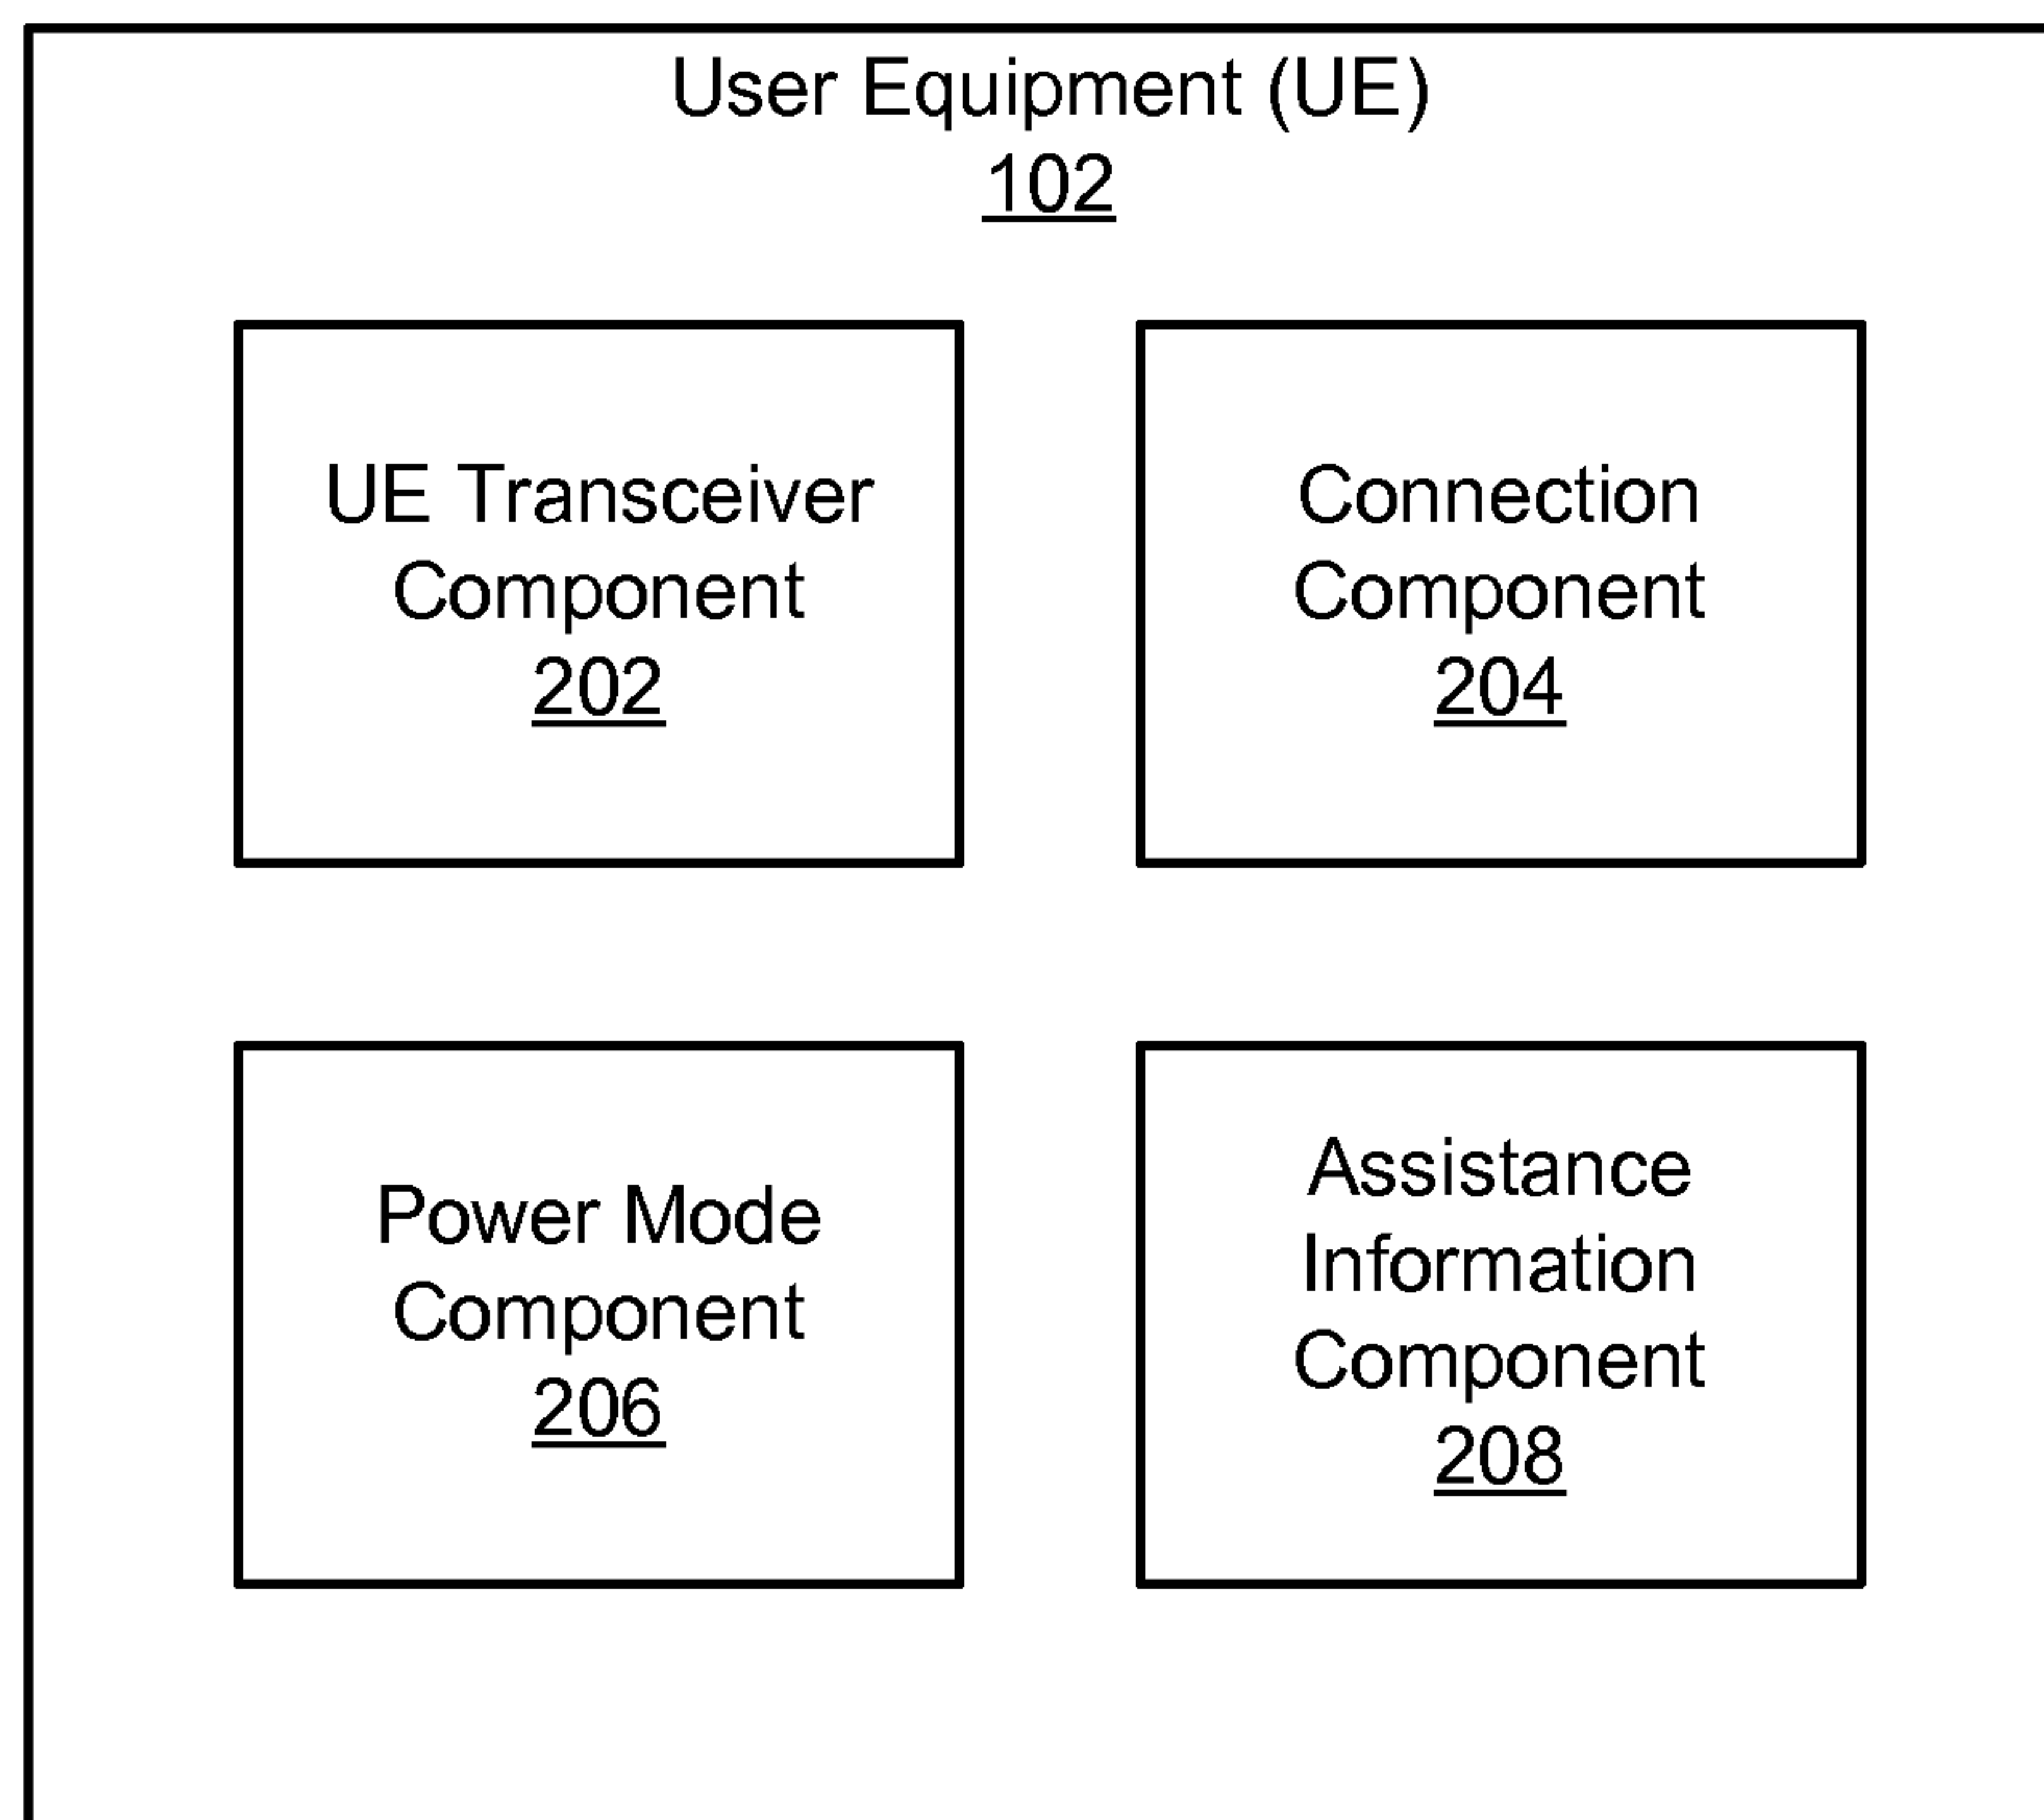 User Equipment (UE)
102
UE Transceiver
Component
202
Connection
Component
204
Power Mode
Component
206
Assistance
Information
Component
208